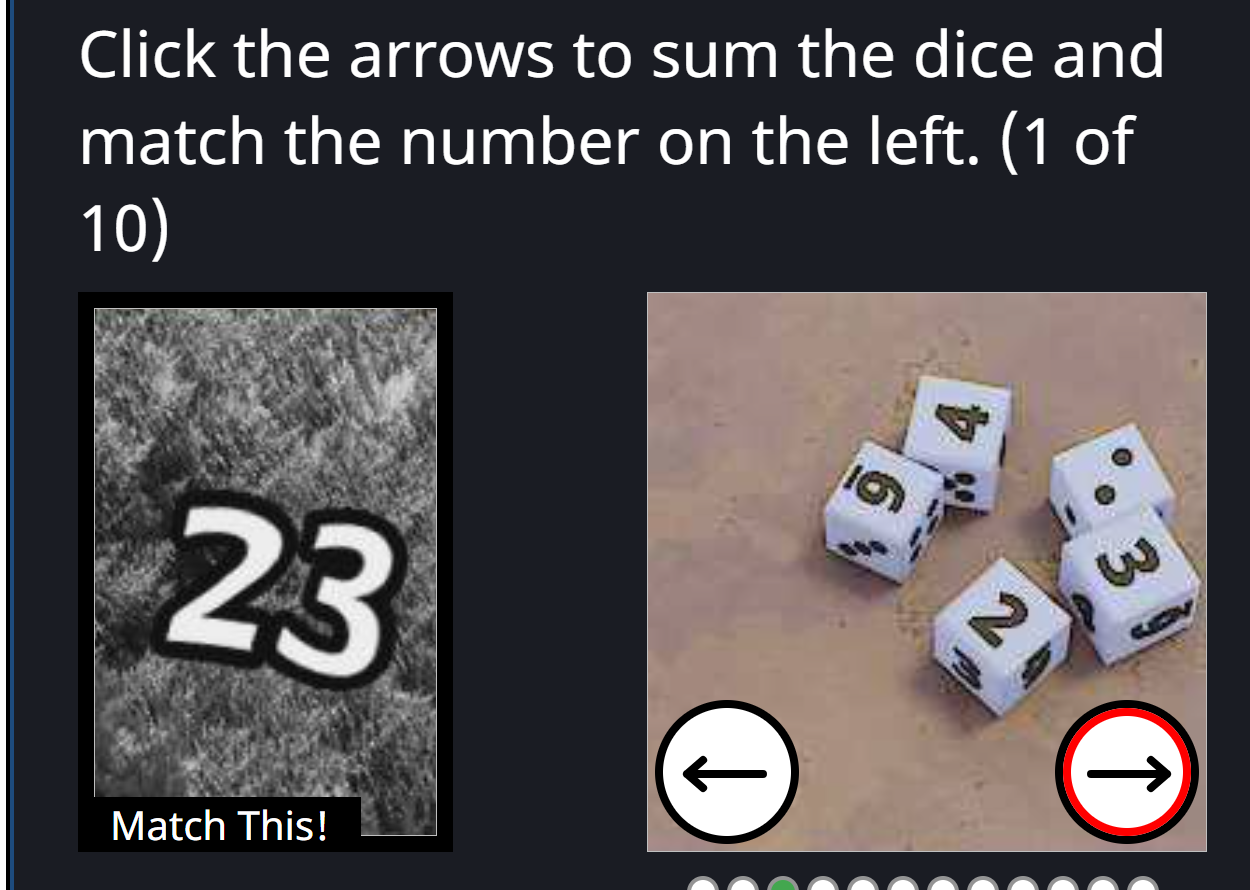 Click the arrows to sum the dice and
match the number on the left. (1 of
10)
23
Match This!
4
6
3
2
3